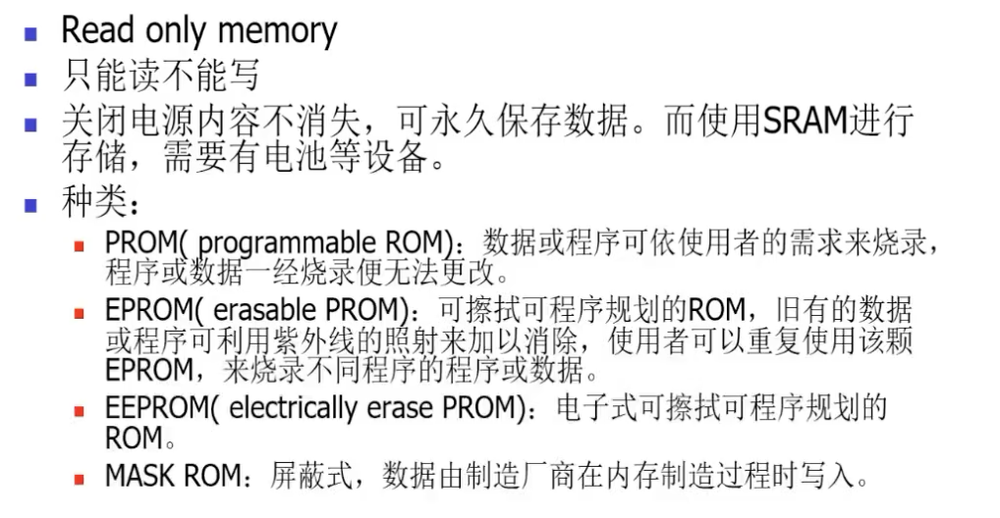 Read only memory
只能读不能写
关闭电源内容不消失，可永久保存数据。而使用SRAM进行
存储，需要有电池等设备。
种类：
PROM( programmable ROM)：数据或程序可依使用者的需求来烧录，
程序或数据一经烧录便无法更改。
EPROM( erasable PROM)：可擦拭可程序规划的ROM，旧有的数据
或程序可利用紫外线的照射来加以消除，使用者可以重复使用该颗
EPROM，来烧录不同程序的程序或数据。
EEPROM( electrically erase PROM)：电子式可擦拭可程序规划的
ROM。
MASK ROM：屏蔽式，数据由制造厂商在内存制造过程时写入。